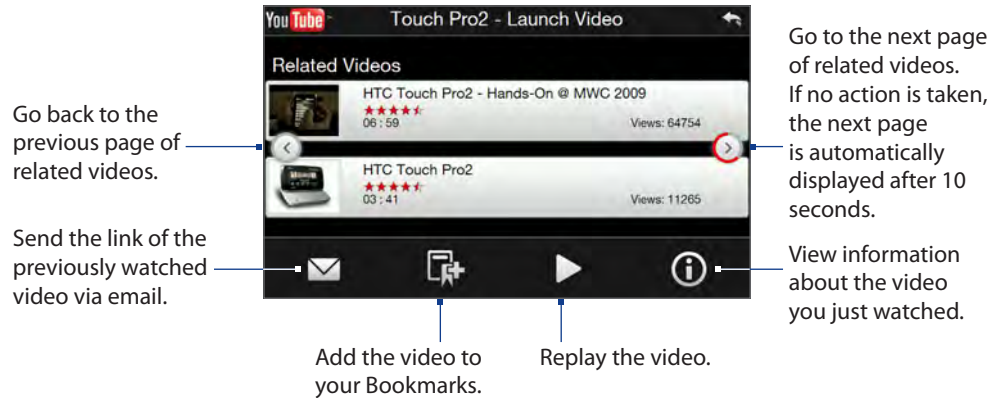 You Tube
Touch Pro2 - Launch Video
Related Videos
HTC Touch Pro2 - Hands-On @ MWC 2009
06 : 59
Views: 64754
HTC Touch Pro2
03 : 41
Views: 11265
Go back to the
previous page of
related videos.
Send the link of the
previously watched
video via email.
Add the video to
your Bookmarks.
Replay the video.
Go to the next page
of related videos.
If no action is taken,
the next page
is automatically
displayed after 10
seconds.
View information
about the video
you just watched.